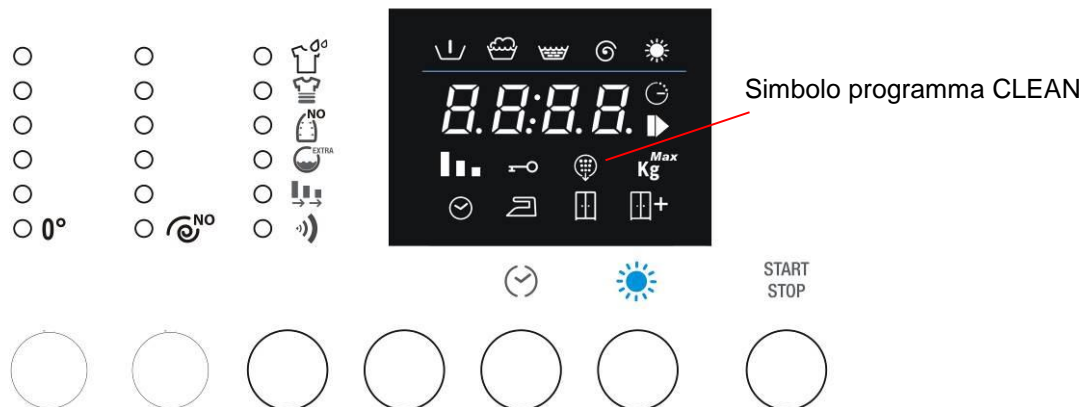 Simbolo programma CLEAN
8.8:8.8.
NO
EXTRA
Kg Max
+
0°
NO
START
STOP